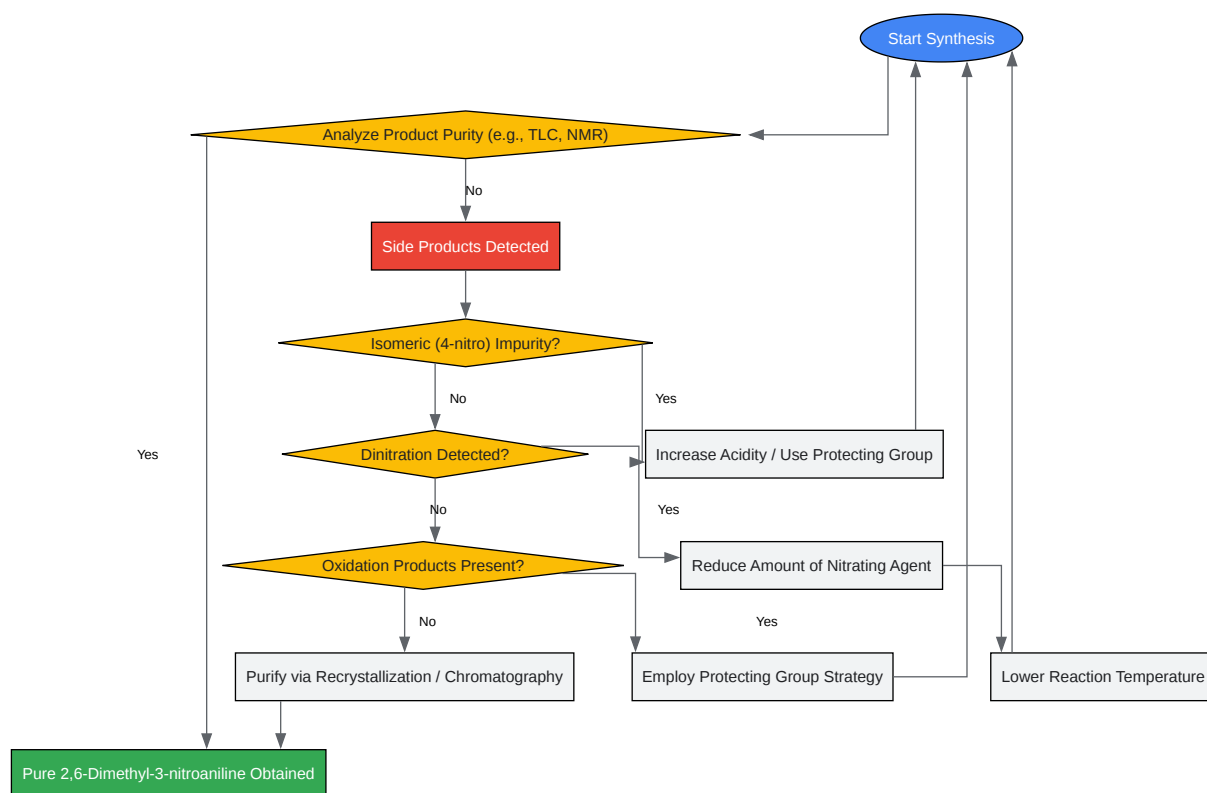 Start Synthesis
Analyze Product Purity (e.g., TLC, NMR)
No
Side Products Detected
Isomeric (4-nitro) Impurity?
No
Yes
Yes
Dinitration Detected?
Increase Acidity / Use Protecting Group
No
Yes
Oxidation Products Present?
Reduce Amount of Nitrating Agent
No
Yes
Purify via Recrystallization / Chromatography
Employ Protecting Group Strategy
Lower Reaction Temperature
Pure 2,6-Dimethyl-3-nitroaniline Obtained